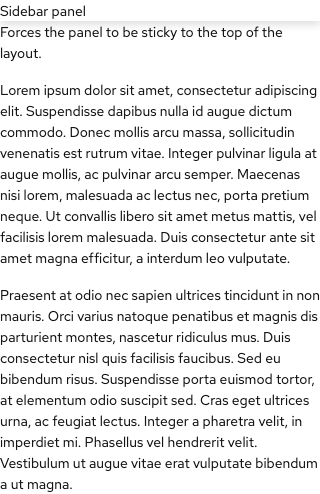 Sidebar panel
Forces the panel to be sticky to the top of the
layout.
Lorem ipsum dolor sit amet, consectetur adipiscing
elit. Suspendisse dapibus nulla id augue dictum
commodo. Donec mollis arcu massa, sollicitudin
venenatis est rutrum vitae. Integer pulvinar ligula at
augue mollis, ac pulvinar arcu semper. Maecenas
nisi lorem, malesuada ac lectus nec, porta pretium
neque. Ut convallis libero sit amet metus mattis, vel
facilisis lorem malesuada. Duis consectetur ante sit
amet magna efficitur, a interdum leo vulputate.
Praesent at odio nec sapien ultrices tincidunt in non
mauris. Orci varius natoque penatibus et magnis dis
parturient montes, nascetur ridiculus mus. Duis
consectetur nisl quis facilisis faucibus. Sed eu
bibendum risus. Suspendisse porta euismod tortor,
at elementum odio suscipit sed. Cras eget ultrices
urna, ac feugiat lectus. Integer a pharetra velit, in
imperdiet mi. Phasellus vel hendrerit velit.
Vestibulum ut augue vitae erat vulputate bibendum
a ut magna.